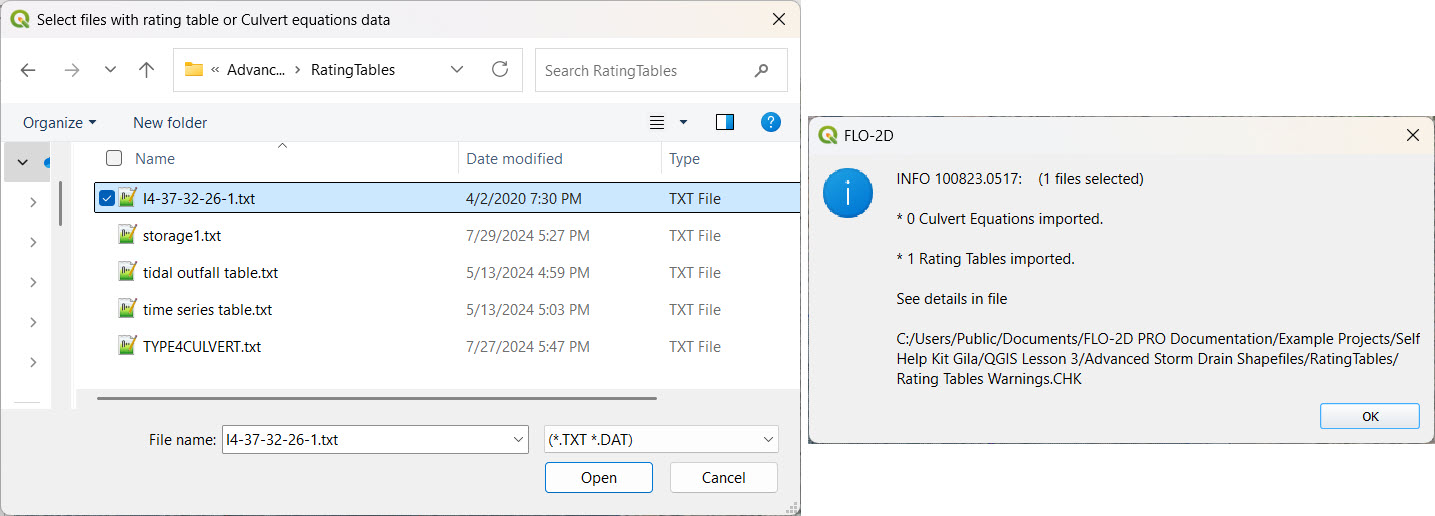 Select files with rating table or Culvert equations data
« Advanc... > RatingTables
Search RatingTables
Organize
New folder
?
Name
Date modified
Type
I4-37-32-26-1.txt 4/2/2020 7:30 PM TXT File
storage1.txt 7/29/2024 5:27 PM TXT File
tidal outfall table.txt 5/13/2024 4:59 PM TXT File
time series table.txt 5/13/2024 5:03 PM TXT File
TYPE4CULVERT.txt 7/27/2024 5:47 PM TXT File
File name: I4-37-32-26-1.txt (*.TXT *.DAT)
Open Cancel
FLO-2D
INFO 100823.0517: (1 files selected)
* 0 Culvert Equations imported.
* 1 Rating Tables imported.
See details in file
C:/Users/Public/Documents/FLO-2D PRO Documentation/Example Projects/Self
Help Kit Gila/QGIS Lesson 3/Advanced Storm Drain Shapefiles/RatingTables/
Rating Tables Warnings.CHK
OK